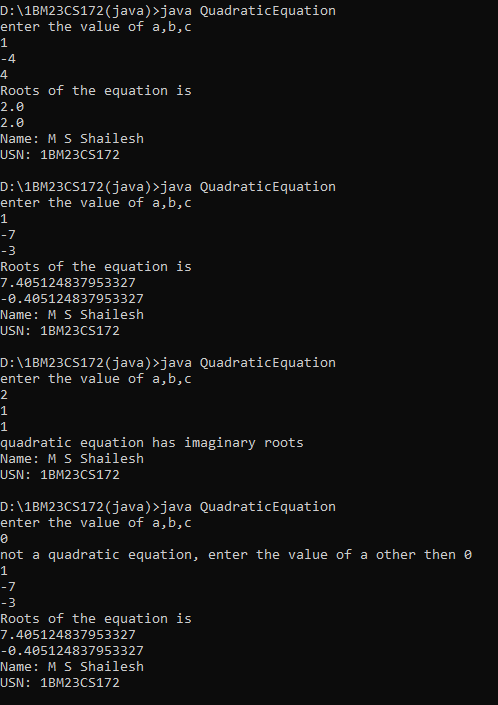 D:\1BM23CS172(java)>java QuadraticEquation
enter the value of a,b,c
1
-4
4
Roots of the equation is
2.0
2.0
Name: M S Shailesh
USN: 1BM23CS172
D:\1BM23CS172(java)>java QuadraticEquation
enter the value of a,b,c
1
-7
-3
Roots of the equation is
7.405124837953327
-0.405124837953327
Name: M S Shailesh
USN: 1BM23CS172
D:\1BM23CS172(java)>java QuadraticEquation
enter the value of a,b,c
2
1
1
quadratic equation has imaginary roots
Name: M S Shailesh
USN: 1BM23CS172
D:\1BM23CS172(java)>java QuadraticEquation
enter the value of a,b,c
0
not a quadratic equation, enter the value of a other then 0
1
-7
-3
Roots of the equation is
7.405124837953327
-0.405124837953327
Name: M S Shailesh
USN: 1BM23CS172